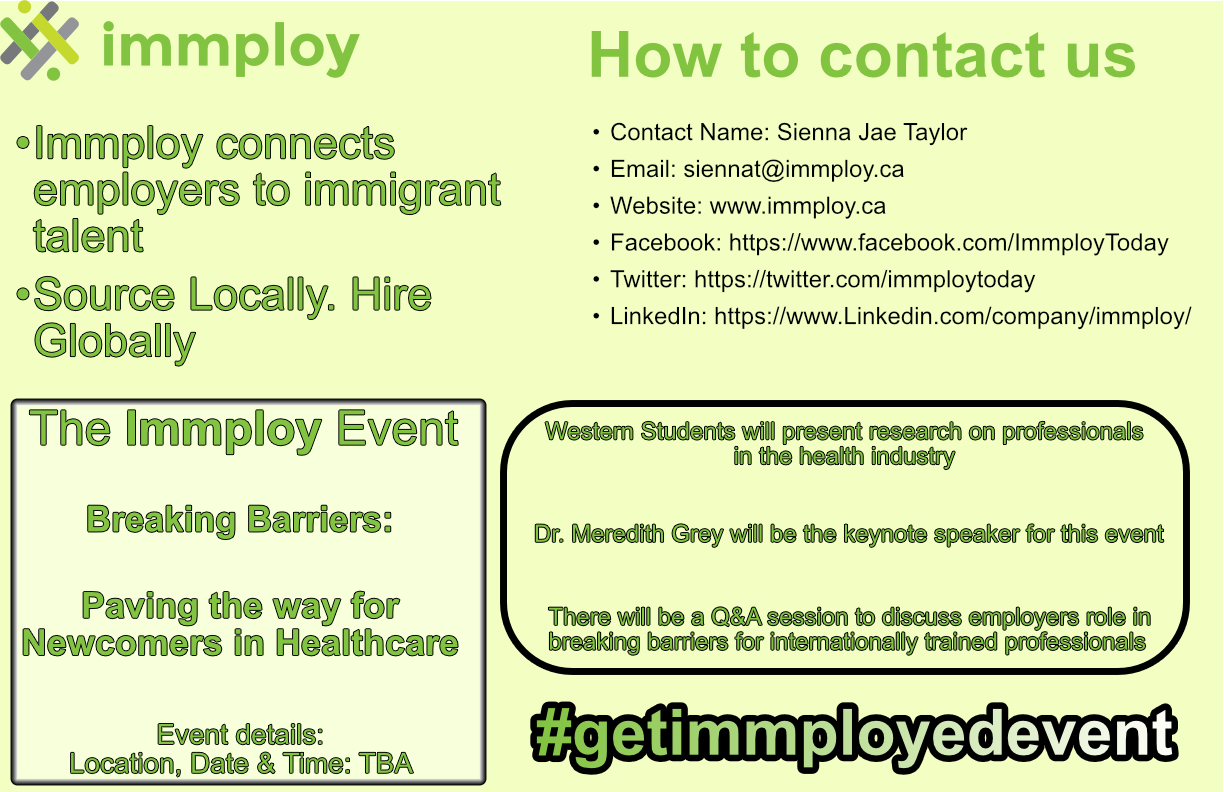 immploy
•Immploy connects
employers to immigrant
talent
•Source Locally. Hire
Globally
How to contact us
• Contact Name: Sienna Jae Taylor
• Email: siennat@immploy.ca
• Website: www.immploy.ca
• Facebook: https://www.facebook.com/ImmployToday
• Twitter: https://twitter.com/immploytoday
• LinkedIn: https://www.Linkedin.com/company/immploy/
The Immploy Event
Breaking Barriers:
Paving the way for
Newcomers in Healthcare
Event details:
Location, Date & Time: TBA
Western Students will present research on professionals
in the health industry
Dr. Meredith Grey will be the keynote speaker for this event
There will be a Q&A session to discuss employers role in
breaking barriers for internationally trained professionals
#getimmployedevent